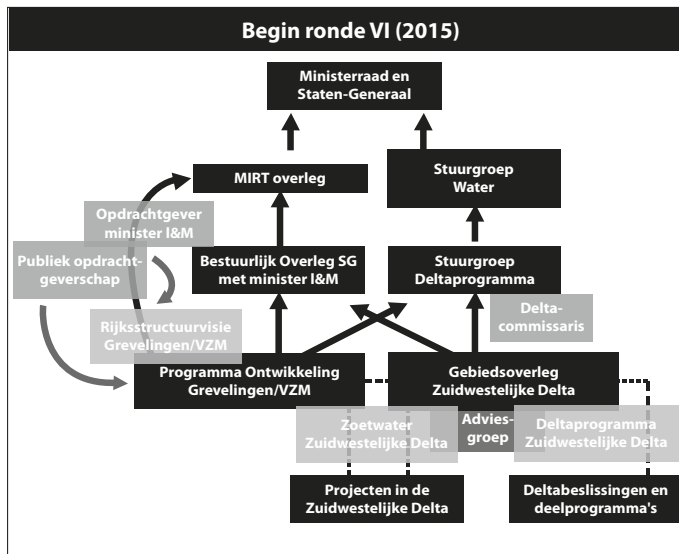 Begin ronde VI (2015)
Ministerraad en
Staten-Generaal
MIRT overleg
Stuurgroep
Water
Opdrachtgever
minister I&M
Publiek opdracht-
geverschap
Bestuurlijk Overleg SG
met minister I&M
Stuurgroep
Deltaprogramma
Rijksstructuurvisie
Grevelingen/VZM
Delta-
commissaris
Programma Ontwikkeling
Grevelingen/VZM
Gebiedsoverleg
Zuidwestelijke Delta
Zoetwater
Zuidwestelijke Delta
Advies-
groep
Deltaprogramma
Zuidwestelijke Delta
Projecten in de
Zuidwestelijke Delta
Deltabeslissingen en
deelprogramma's